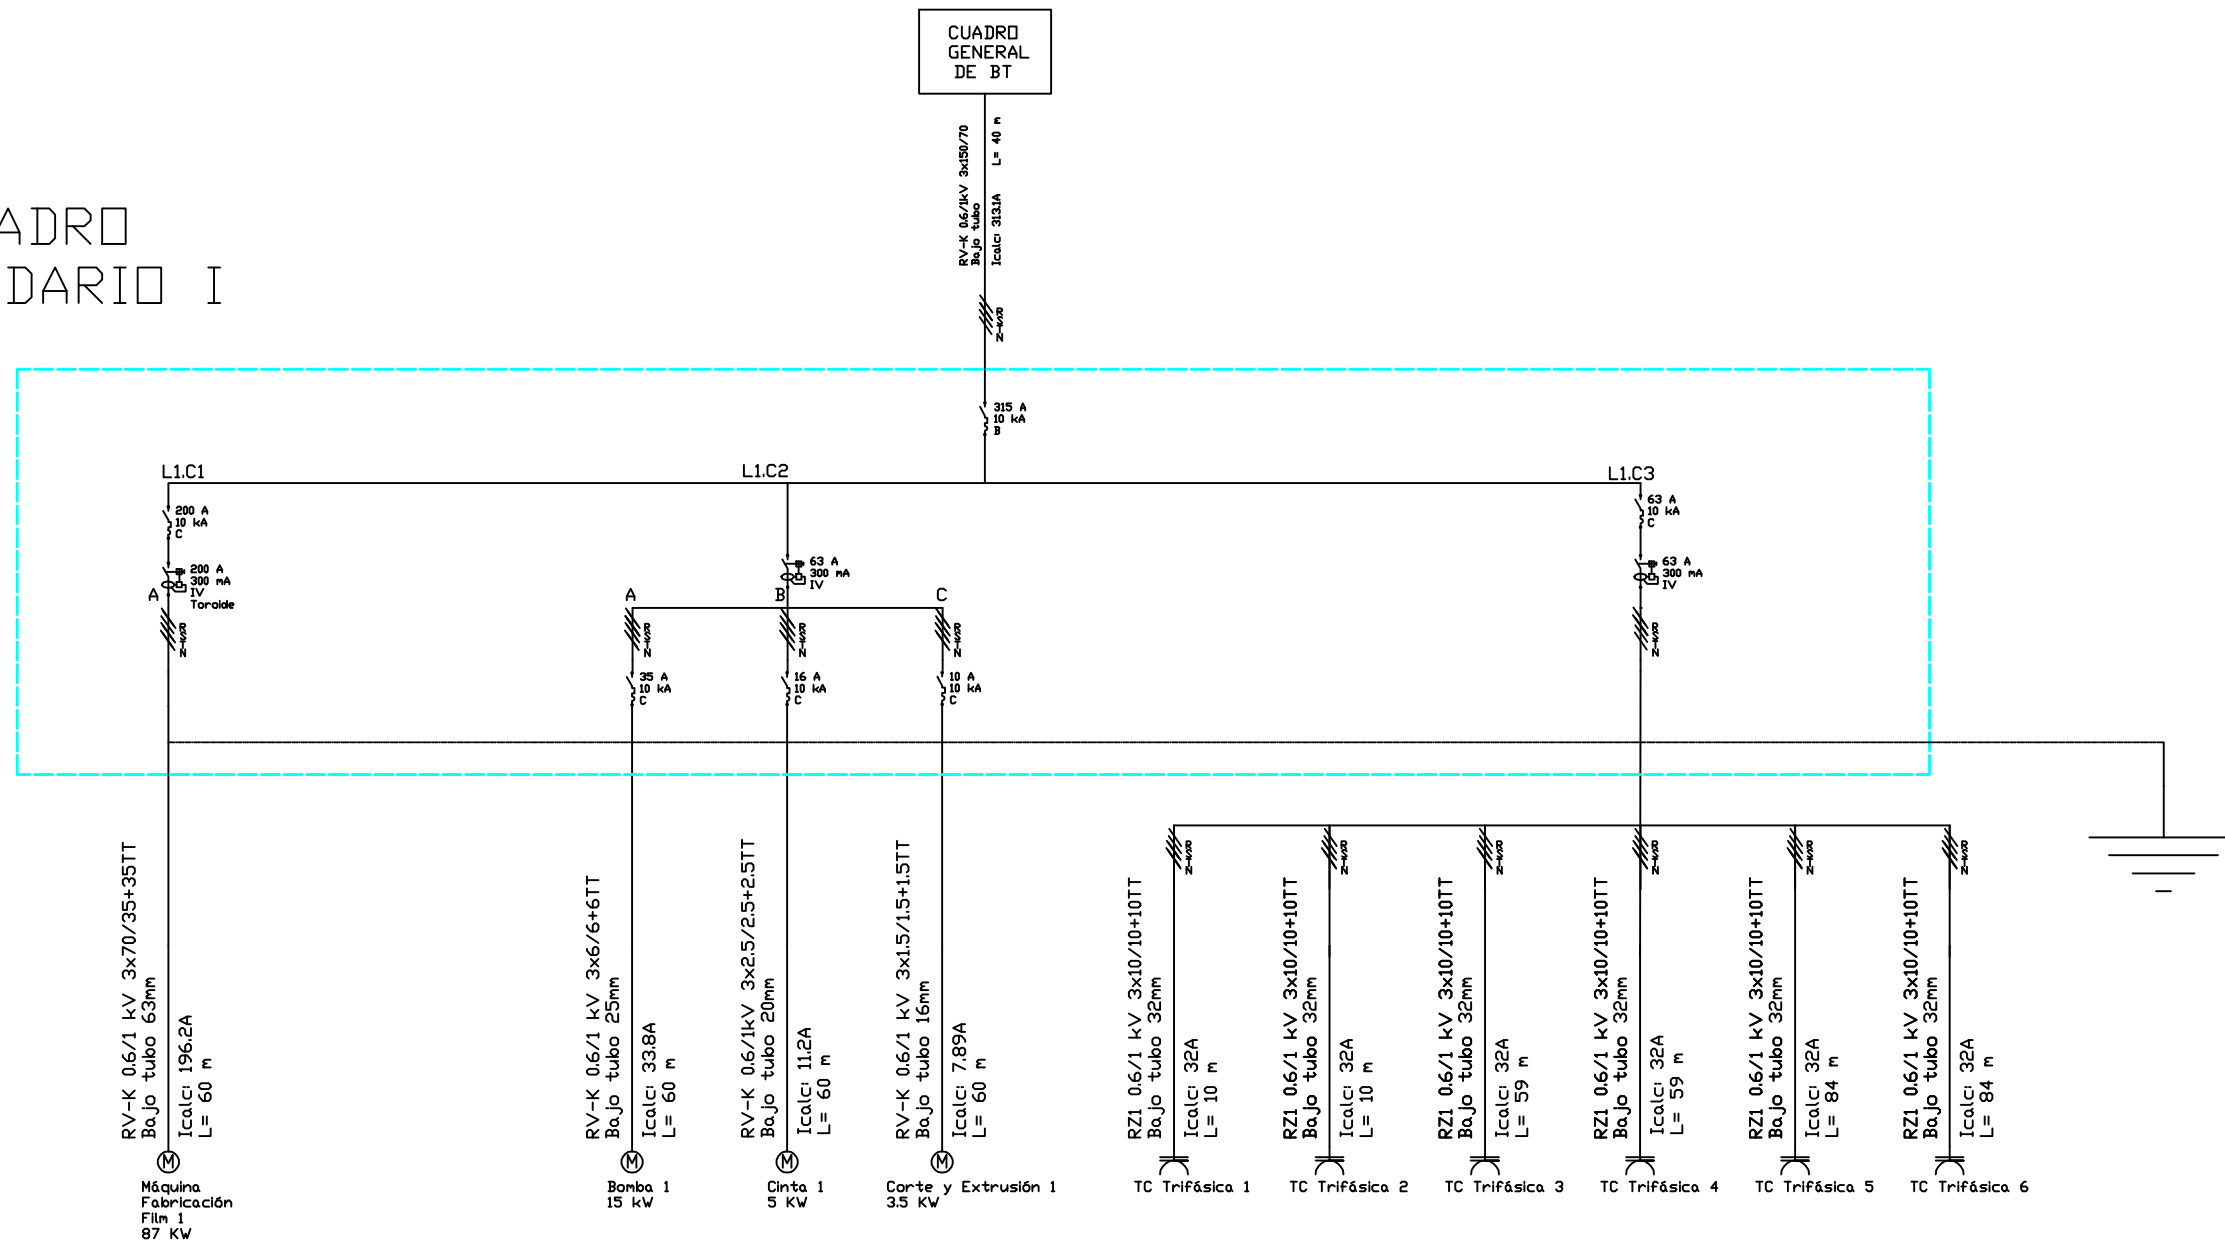 CUADRO
GENERAL
DE BT
RV-K 0.6/1kV 3x150/70
Bajo tubo
Icalc: 313.1A L= 40 m
ADRO
DARIO I
R
S
T
N
315 A
10 kA
B
L1.C1
L1.C2
L1.C3
200 A
10 kA
C
200 A
300 mA
IV
Toroide
A
R
S
T
N
63 A
300 mA
IV
A
B
C
R
S
T
N
R
S
T
N
R
S
T
N
35 A
10 kA
C
16 A
10 kA
C
10 A
10 kA
C
63 A
10 kA
C
63 A
300 mA
IV
R
S
T
N
RV-K 0.6/1 kV 3x70/35+35TT
Bajo tubo 63mm
Icalc: 196.2A
L= 60 m
M
Máquina
Fabricación
Film 1
87 KW
RV-K 0.6/1 kV 3x6/6+6TT
Bajo tubo 25mm
Icalc: 33.8A
L= 60 m
M
Bomba 1
15 kW
RV-K 0.6/1kV 3x2.5/2.5+2.5TT
Bajo tubo 20mm
Icalc: 11.2A
L= 60 m
M
Cinta 1
5 KW
RV-K 0.6/1 kV 3x1.5/1.5+1.5TT
Bajo tubo 16mm
Icalc: 7.89A
L= 60 m
M
Corte y Extrusión 1
3.5 KW
R
S
T
N
RZ1 0.6/1 kV 3x10/10+10TT
Bajo tubo 32mm
Icalc: 32A
L= 10 m
TC Trifásica 1
R
S
T
N
RZ1 0.6/1 kV 3x10/10+10TT
Bajo tubo 32mm
Icalc: 32A
L= 10 m
TC Trifásica 2
R
S
T
N
RZ1 0.6/1 kV 3x10/10+10TT
Bajo tubo 32mm
Icalc: 32A
L= 59 m
TC Trifásica 3
R
S
T
N
RZ1 0.6/1 kV 3x10/10+10TT
Bajo tubo 32mm
Icalc: 32A
L= 59 m
TC Trifásica 4
R
S
T
N
RZ1 0.6/1 kV 3x10/10+10TT
Bajo tubo 32mm
Icalc: 32A
L= 84 m
TC Trifásica 5
R
S
T
N
RZ1 0.6/1 kV 3x10/10+10TT
Bajo tubo 32mm
Icalc: 32A
L= 84 m
TC Trifásica 6